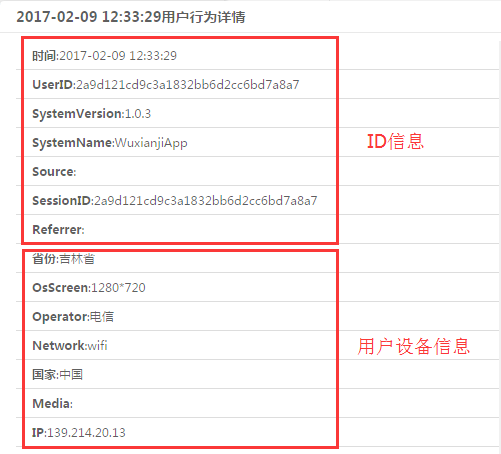 2017-02-09 12:33:29用户行为详情
时间:2017-02-09 12:33:29
UserID:2a9d121cd9c3a1832bb6d2cc6bd7a8a7
SystemVersion:1.0.3
SystemName:WuxianjiApp
ID信息
Source:
SessionID:2a9d121cd9c3a1832bb6d2cc6bd7a8a7
Referrer:
省份:吉林省
OsScreen:1280*720
Operator:电信
Network:wifi
用户设备信息
国家:中国
Media:
IP:139.214.20.13